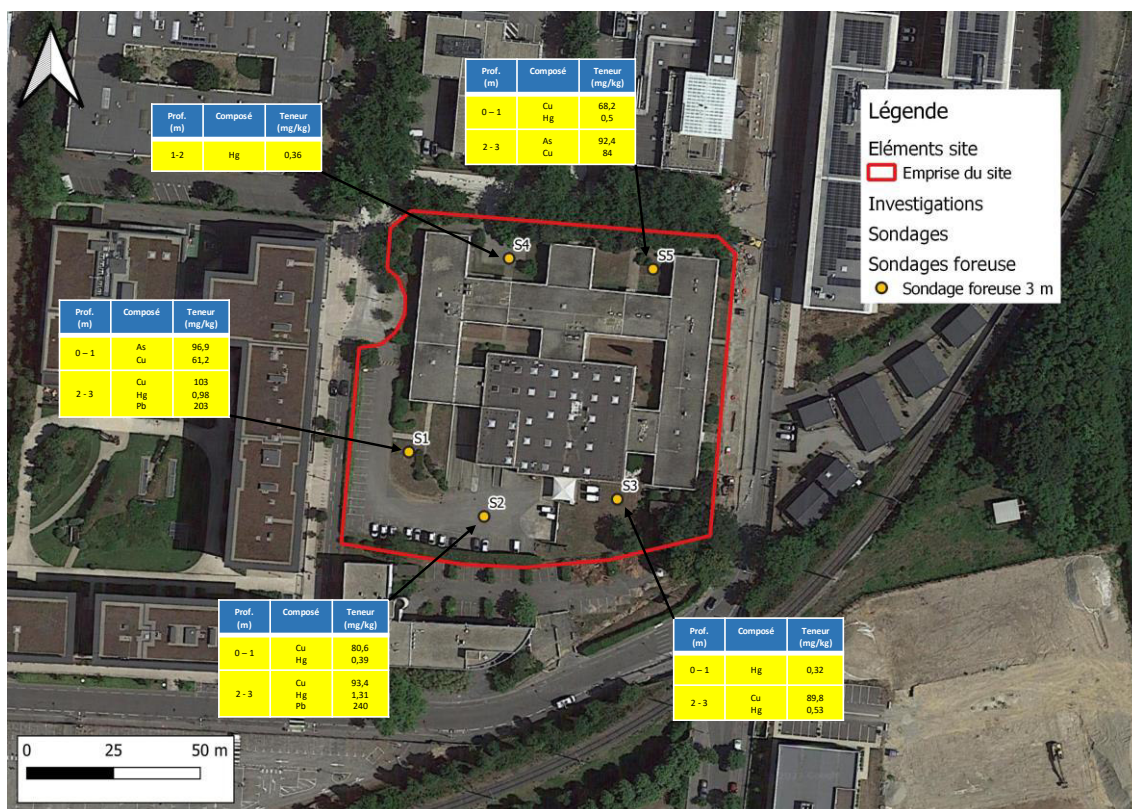 Prof. (m) Composé Teneur (mg/kg)
1-2 Hg 0,36
Prof. (m) Composé Teneur (mg/kg)
0 – 1 Cu 68,2
Hg 0,5
2 - 3 As 92,4
Cu 84
Légende
Eléments site
Emprise du site
Investigations
Sondages
Sondages foreuse
Sondage foreuse 3 m
S4
S5
Prof. (m) Composé Teneur (mg/kg)
0 – 1 As 96,9
Cu 61,2
2 - 3 Cu 103
Hg 0,98
Pb 203
S1
S2
S3
Prof. (m) Composé Teneur (mg/kg)
0 – 1 Cu 80,6
Hg 0,39
2 - 3 Cu 93,4
Hg 1,31
Pb 240
Prof. (m) Composé Teneur (mg/kg)
0 – 1 Hg 0,32
2 - 3 Cu 89,8
Hg 0,53
0 25 50 m